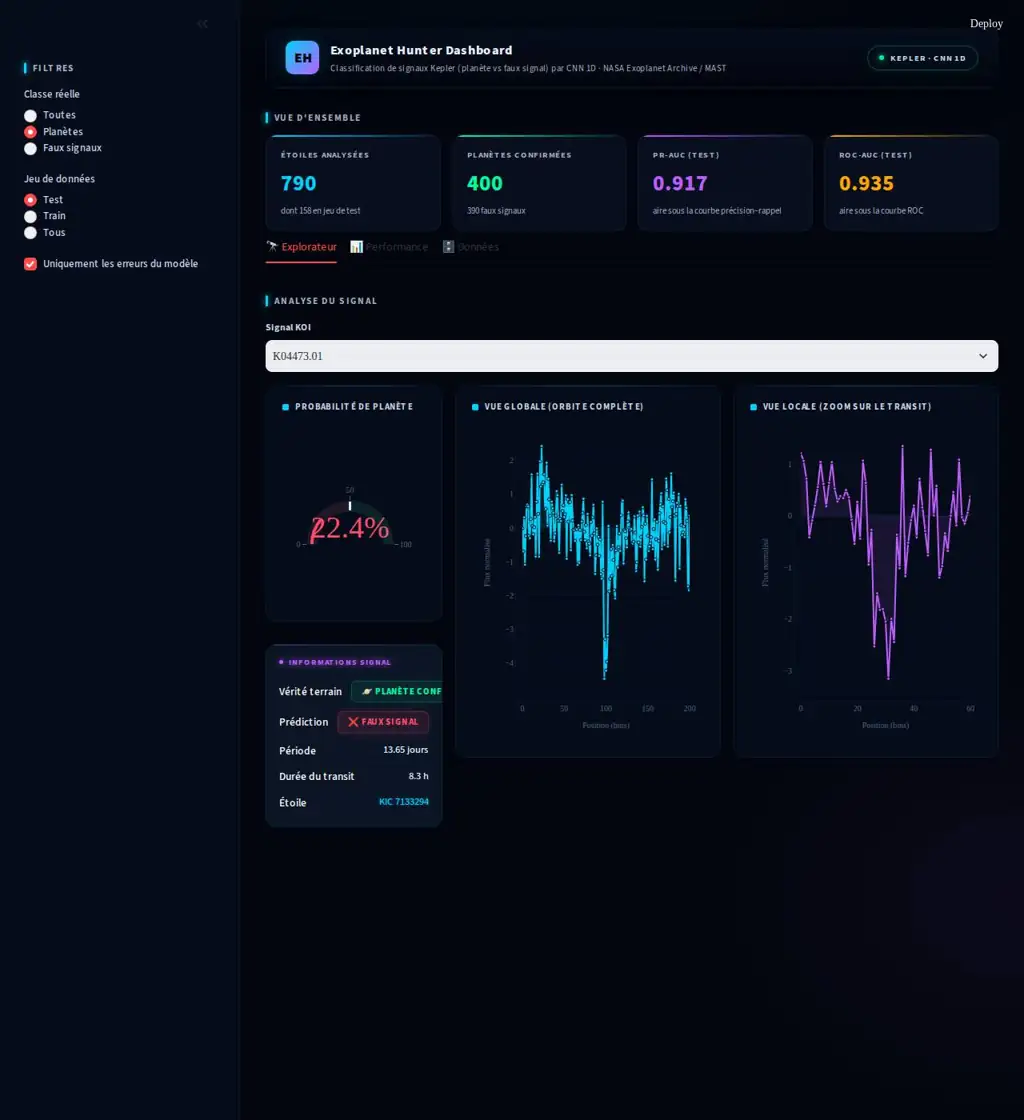 Deploy
FILTRES
Classe réelle
Toutes
Planètes
Faux signaux
Jeu de données
Test
Train
Tous
Uniquement les erreurs du modèle
EH
Exoplanet Hunter Dashboard
Classification de signaux Kepler (planète vs faux signal) par CNN 1D · NASA Exoplanet Archive / MAST
KEPLER · CNN 1D
VUE D'ENSEMBLE
ÉTOILES ANALYSÉES
790
dont 158 en jeu de test
PLANÈTES CONFIRMÉES
400
390 faux signaux
PR-AUC (TEST)
0.917
aire sous la courbe précision-rappel
ROC-AUC (TEST)
0.935
aire sous la courbe ROC
Explorateur
Performance
Données
ANALYSE DU SIGNAL
Signal KOI
K04473.01
PROBABILITÉ DE PLANÈTE
50
22.4%
0
100
INFORMATIONS SIGNAL
Vérité terrain PLANÈTE CONF
Prédiction FAUX SIGNAL
Période 13.65 jours
Durée du transit 8.3 h
Étoile KIC 7133294
VUE GLOBALE (ORBITE COMPLÈTE)
2
1
0
−1
−2
−3
−4
Flux normalisé
0 50 100 150 200
Position (bins)
VUE LOCALE (ZOOM SUR LE TRANSIT)
1
0
−1
−2
−3
Flux normalisé
0 20 40 60
Position (bins)